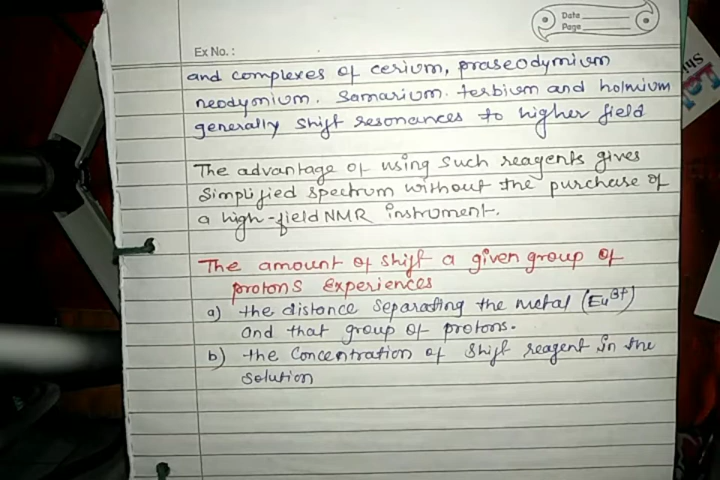 Date
Page
Ex No. :
and complexes of cerium, praseodymium
neodyonium. Samarium. terbium and holmium
generally shift resonances to higher field
The advantage of using such reagents gives
Simplified spectrum without the purchase of
a high-field NMR instrument.
The amount of shift a given group of
protons experiences
a) the distance separating the metal (Eu3+)
and that group of protons.
b) the concentration of shift reagent in the
solution